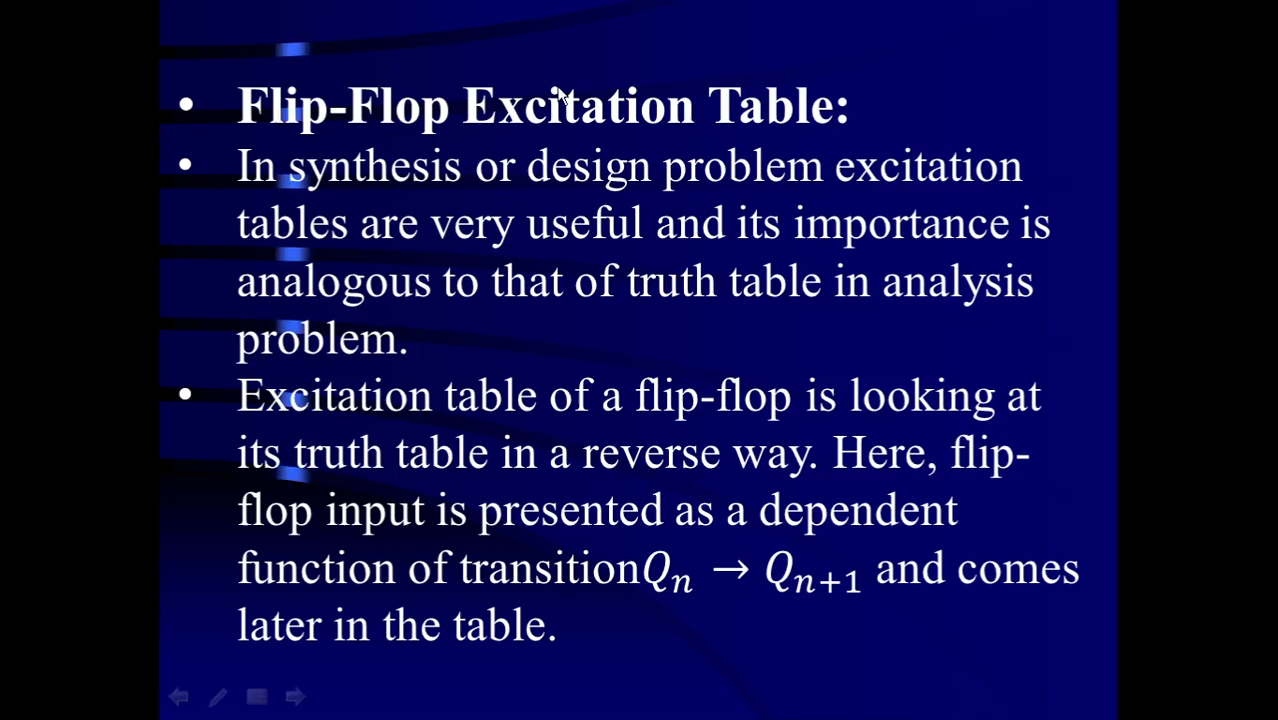 • Flip-Flop Excitation Table:
• In synthesis or design problem excitation
tables are very useful and its importance is
analogous to that of truth table in analysis
problem.
• Excitation table of a flip-flop is looking at
its truth table in a reverse way. Here, flip-
flop input is presented as a dependent
function of transition𝑄ₙ → 𝑄ₙ₊₁ and comes
later in the table.